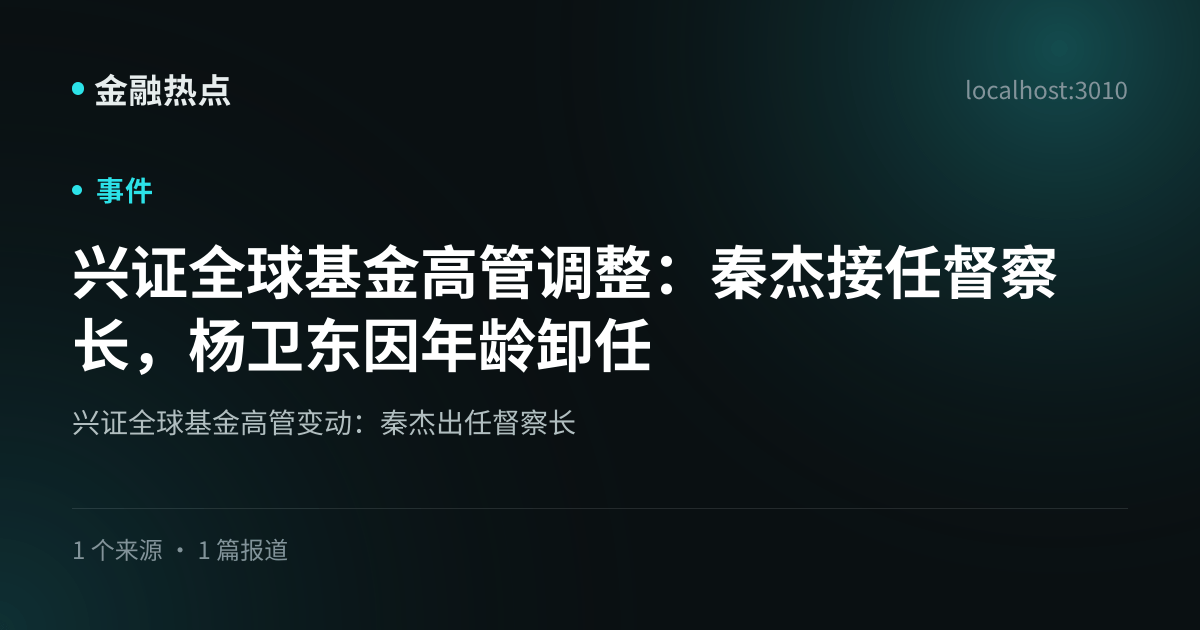 金融热点
localhost:3010
事件
兴证全球基金高管调整：秦杰接任督察
长，杨卫东因年龄卸任
兴证全球基金高管变动：秦杰出任督察长
1 个来源 · 1 篇报道